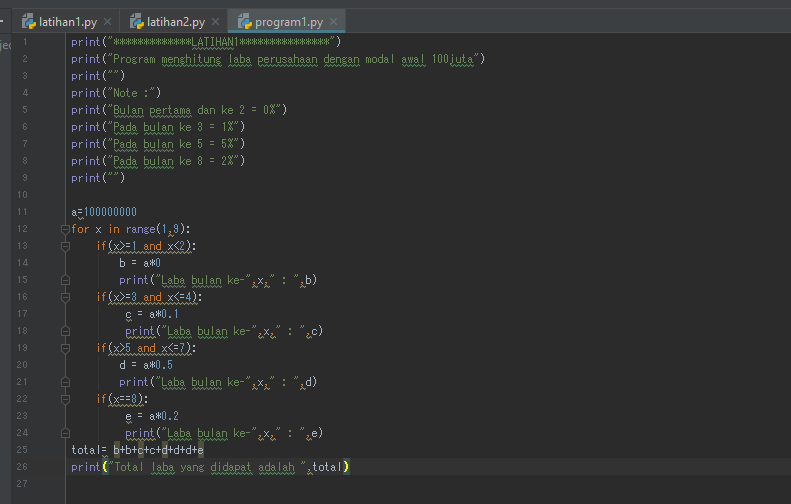 latihan1.py × latihan2.py × program1.py ×
1 print("*************LATIHAN1***************")
2 print("Program menghitung laba perusahaan dengan modal awal 100juta")
3 print("")
4 print("Note :")
5 print("Bulan pertama dan ke 2 = 0%")
6 print("Pada bulan ke 3 = 1%")
7 print("Pada bulan ke 5 = 5%")
8 print("Pada bulan ke 8 = 2%")
9 print("")
10
11 a=100000000
12 for x in range(1,9):
13 if(x>=1 and x<2):
14 b = a*0
15 print("Laba bulan ke-",x," : ",b)
16 if(x>=3 and x<=4):
17 c = a*0.1
18 print("Laba bulan ke-",x," : ",c)
19 if(x>5 and x<=7):
20 d = a*0.5
21 print("Laba bulan ke-",x," : ",d)
22 if(x==8):
23 e = a*0.2
24 print("Laba bulan ke-",x," : ",e)
25 total= b+b+c+c+d+d+d+e
26 print("Total laba yang didapat adalah ",total)
27